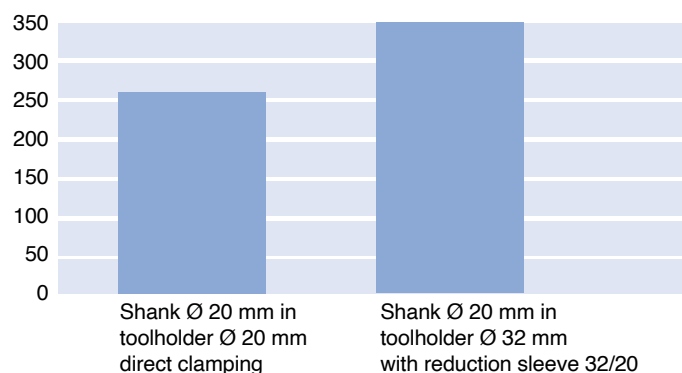 350
300
250
200
150
100
50
0
Shank Ø 20 mm in
toolholder Ø 20 mm
direct clamping
Shank Ø 20 mm in
toolholder Ø 32 mm
with reduction sleeve 32/20